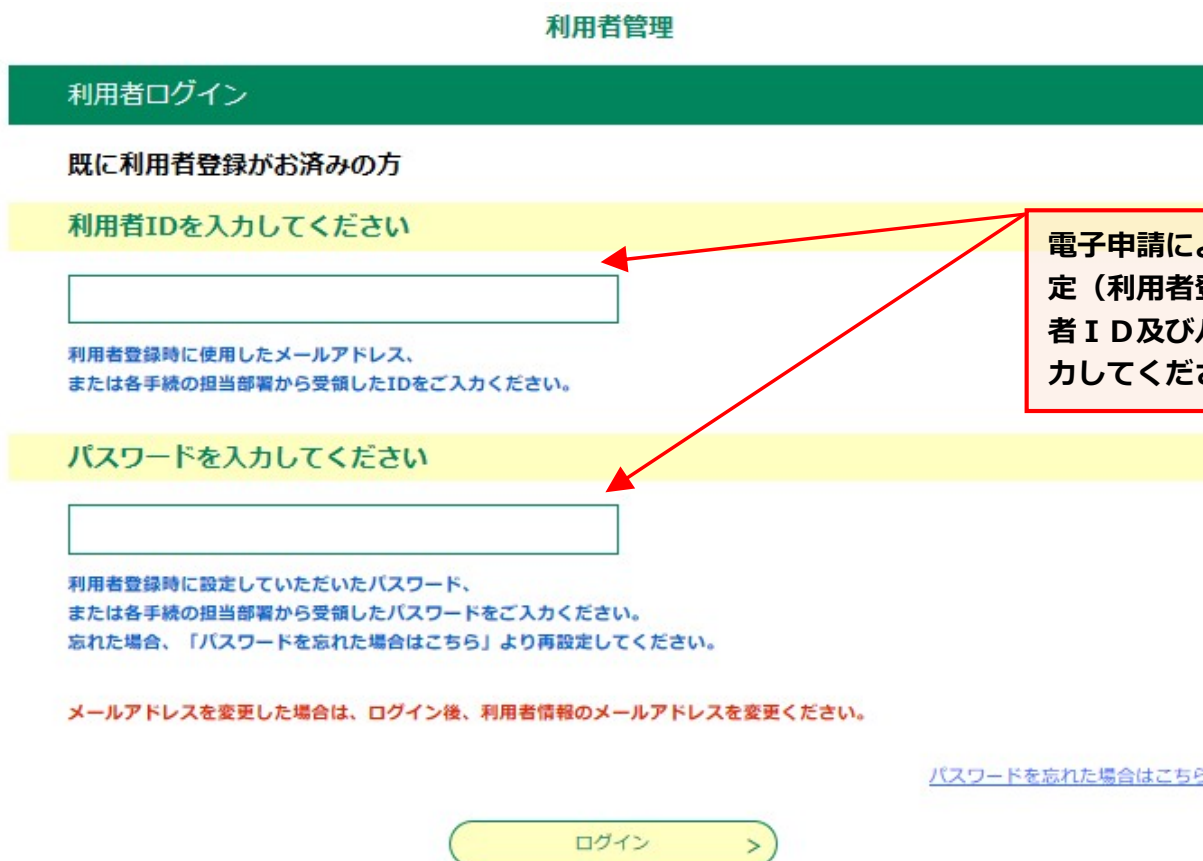 利用者管理
利用者ログイン
既に利用者登録がお済みの方
利用者IDを入力してください
電子申請に
定（利用者
者ＩＤ及び
力してくだ
利用者登録時に使用したメールアドレス、
または各手続の担当部署から受領したIDをご入力ください。
パスワードを入力してください
利用者登録時に設定していただいたパスワード、
または各手続の担当部署から受領したパスワードをご入力ください。
忘れた場合、「パスワードを忘れた場合はこちら」より再設定してください。
メールアドレスを変更した場合は、ログイン後、利用者情報のメールアドレスを変更ください。
パスワードを忘れた場合はこちら
ログイン >